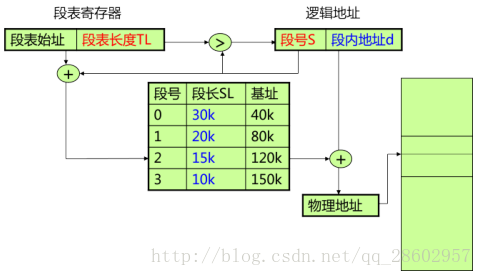 段表寄存器 逻辑地址
段表始址 段表长度TL > 段号S 段内地址d
+
段号 段长SL 基址
0 30k 40k
1 20k 80k
2 15k 120k +
3 10k 150k
物理地址
http://blog.csdn.net/qq_28602957